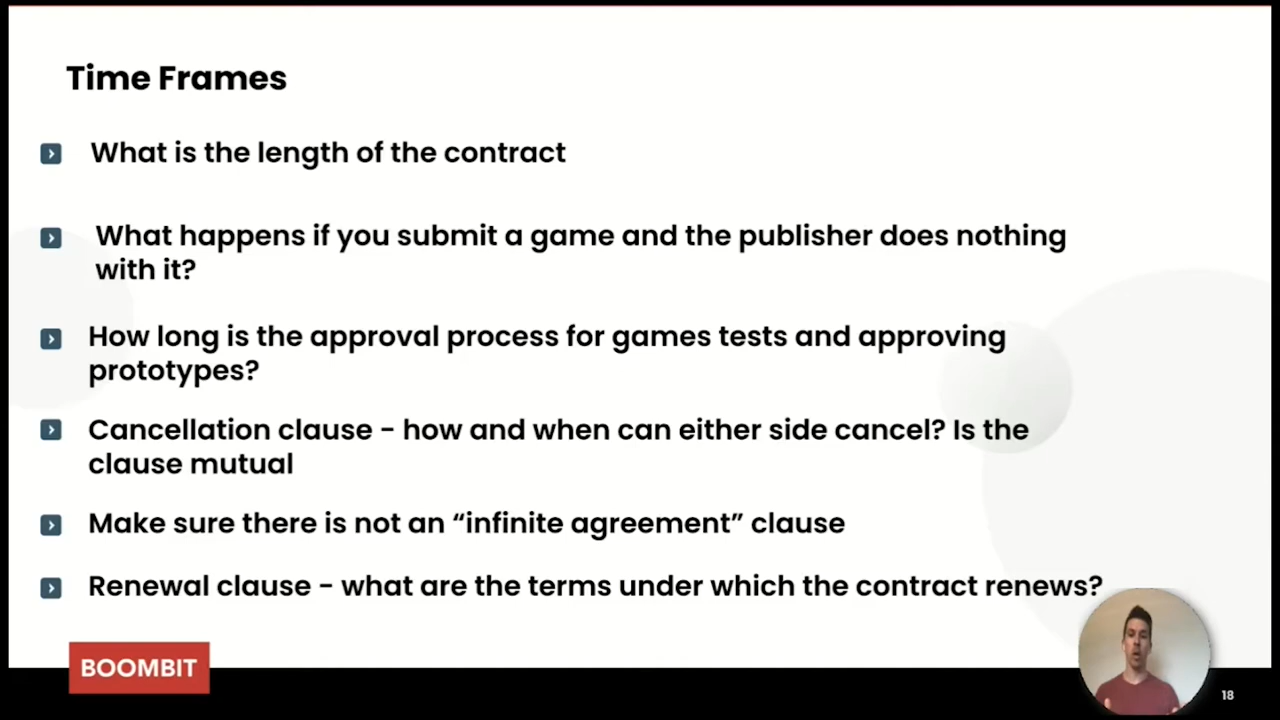 Time Frames
What is the length of the contract
What happens if you submit a game and the publisher does nothing
with it?
How long is the approval process for games tests and approving
prototypes?
Cancellation clause - how and when can either side cancel? Is the
clause mutual
Make sure there is not an “infinite agreement” clause
Renewal clause - what are the terms under which the contract renews?
BOOMBIT
18